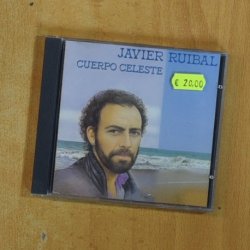 JAVIER RUIBAL
CUERPO CELESTE
€ 20.00